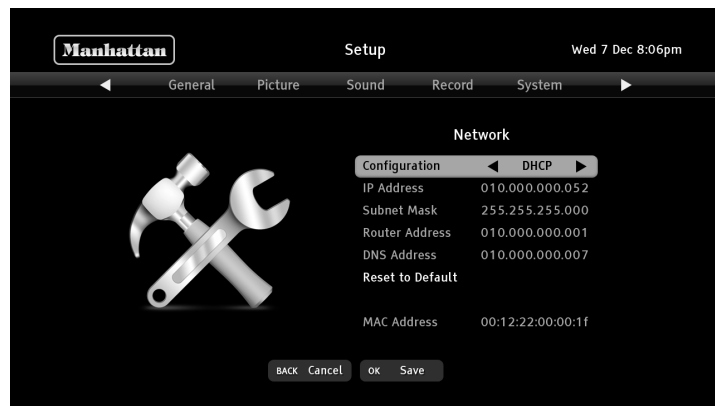 Manhattan Setup Wed 7 Dec 8:06pm
General Picture Sound Record System
Network
Configuration DHCP
IP Address 010.000.000.052
Subnet Mask 255.255.255.000
Router Address 010.000.000.001
DNS Address 010.000.000.007
Reset to Default
MAC Address 00:12:22:00:00:1f
BACK Cancel OK Save